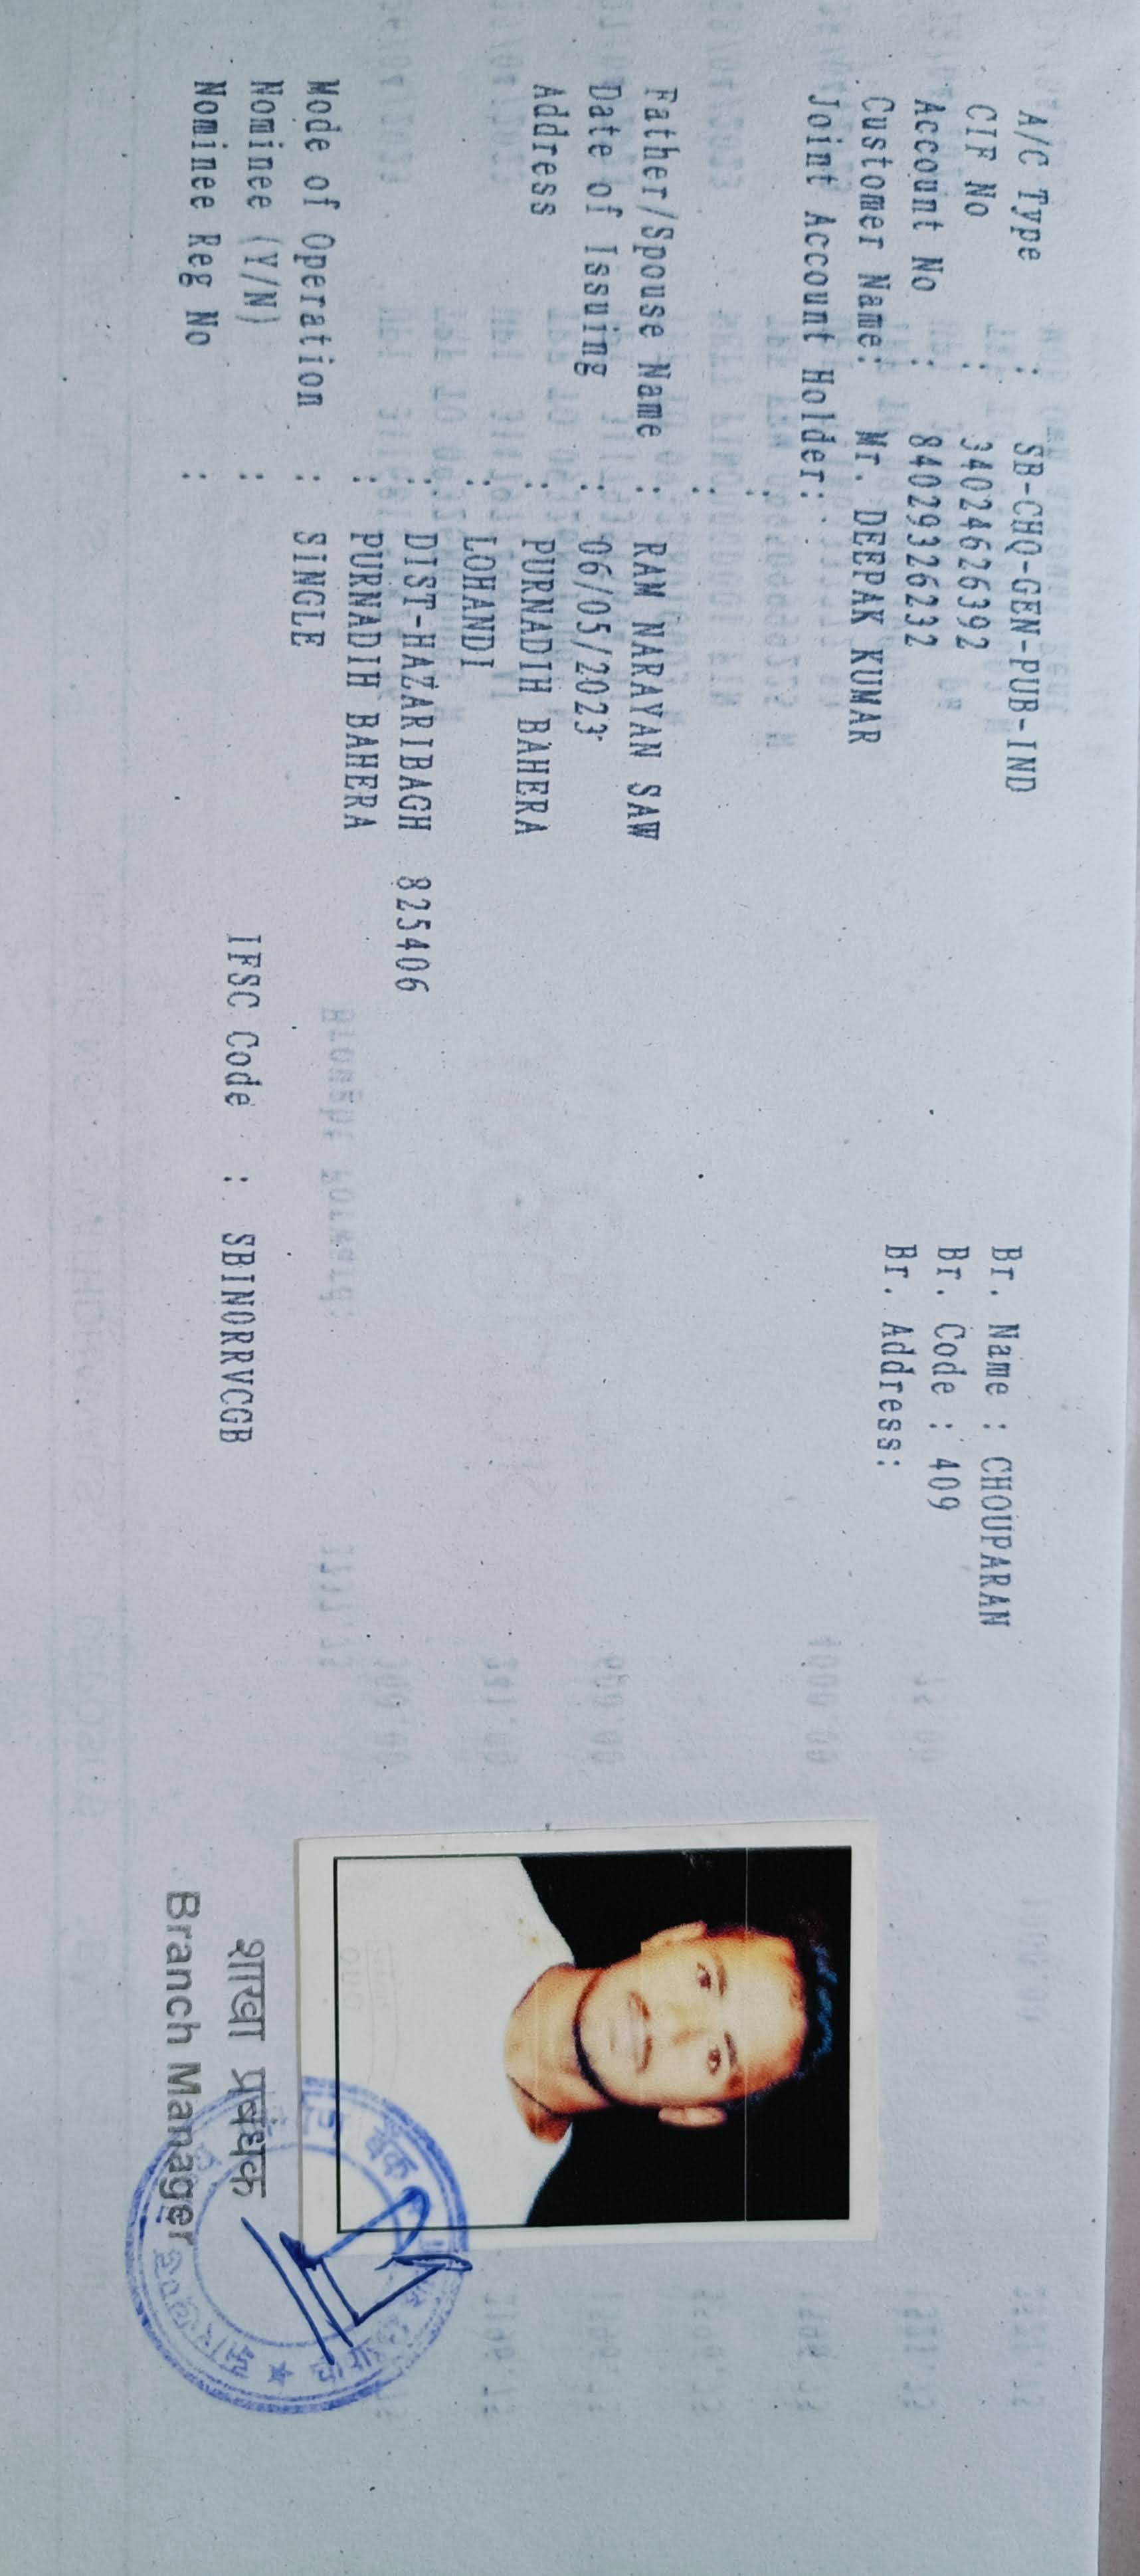 A/C Type : SB-CHQ-GEN-PUB-IND
CIF No : 34024626392
Account No : 84029326232
Customer Name: Mr. DEEPAK KUMAR
Joint Account Holder:
:
:
Father/Spouse Name : RAM NARAYAN SAW
Date of Issuing : 06/05/2023
Address : PURNADIH BAHERA
: LOHANDI
: DIST-HAZARIBAGH 825406
: PURNADIH BAHERA
Mode of Operation : SINGLE
Nominee (Y/N) :
Nominee Reg No :
IFSC Code : SBINORRVCGB
Br. Name : CHOUPARAN
Br. Code : 409
Br. Address:
शाखा प्रबंधक
Branch Manager